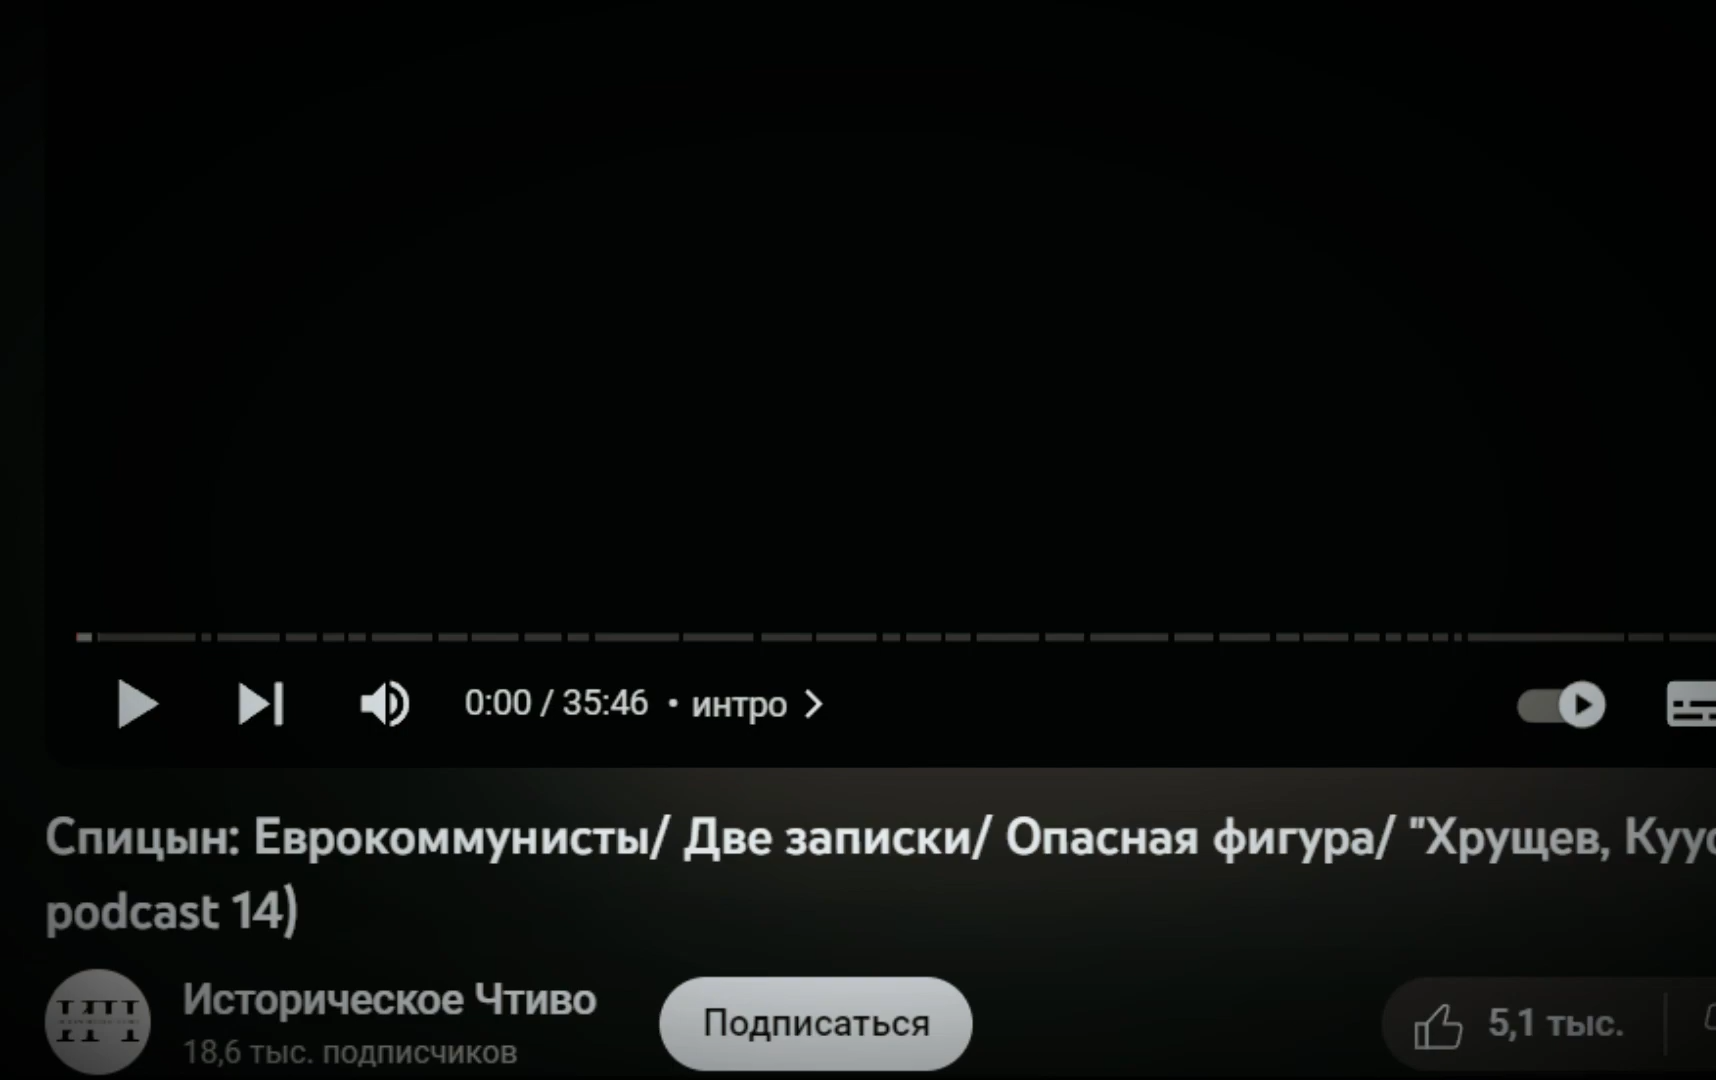 0:00 / 35:46 • интро
Спицын: Еврокоммунисты/ Две записки/ Опасная фигура/ "Хрущев,
podcast 14)
Историческое Чтиво
18,6 тыс. подписчиков
Подписаться
5,1 тыс.